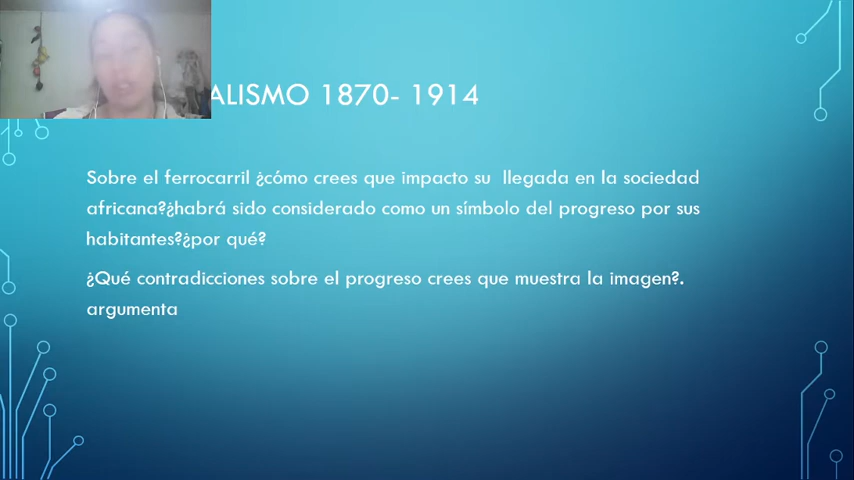 ALISMO 1870- 1914
Sobre el ferrocarril ¿cómo crees que impacto su llegada en la sociedad
africana?¿habrá sido considerado como un símbolo del progreso por sus
habitantes?¿por qué?
¿Qué contradicciones sobre el progreso crees que muestra la imagen?.
argumenta